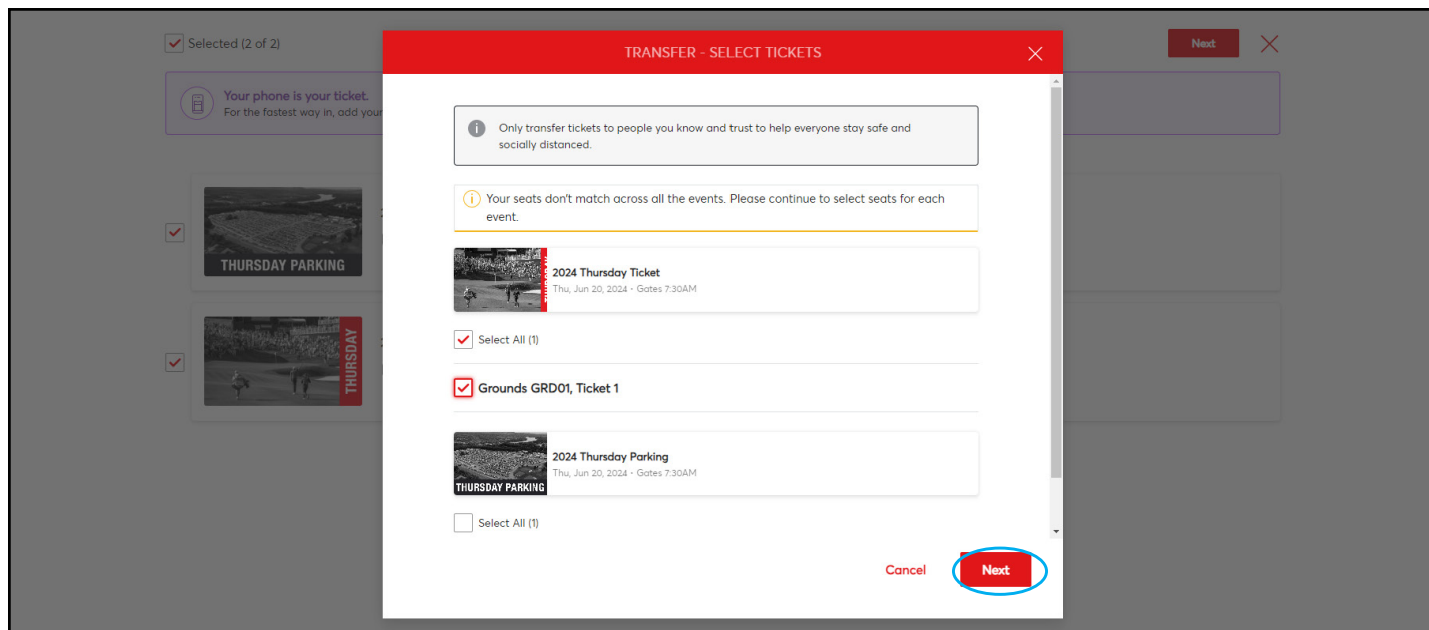 Selected (2 of 2)
Next
TRANSFER - SELECT TICKETS
Your phone is your ticket.
For the fastest way in, add your
Only transfer tickets to people you know and trust to help everyone stay safe and
socially distanced.
Your seats don't match across all the events. Please continue to select seats for each
event.
THURSDAY PARKING
THURSDAY
2024 Thursday Ticket
Thu, Jun 20, 2024 • Gates 7:30AM
Select All (1)
Grounds GRD01, Ticket 1
THURSDAY
THURSDAY PARKING
2024 Thursday Parking
Thu, Jun 20, 2024 • Gates 7:30AM
Select All (1)
Cancel
Next